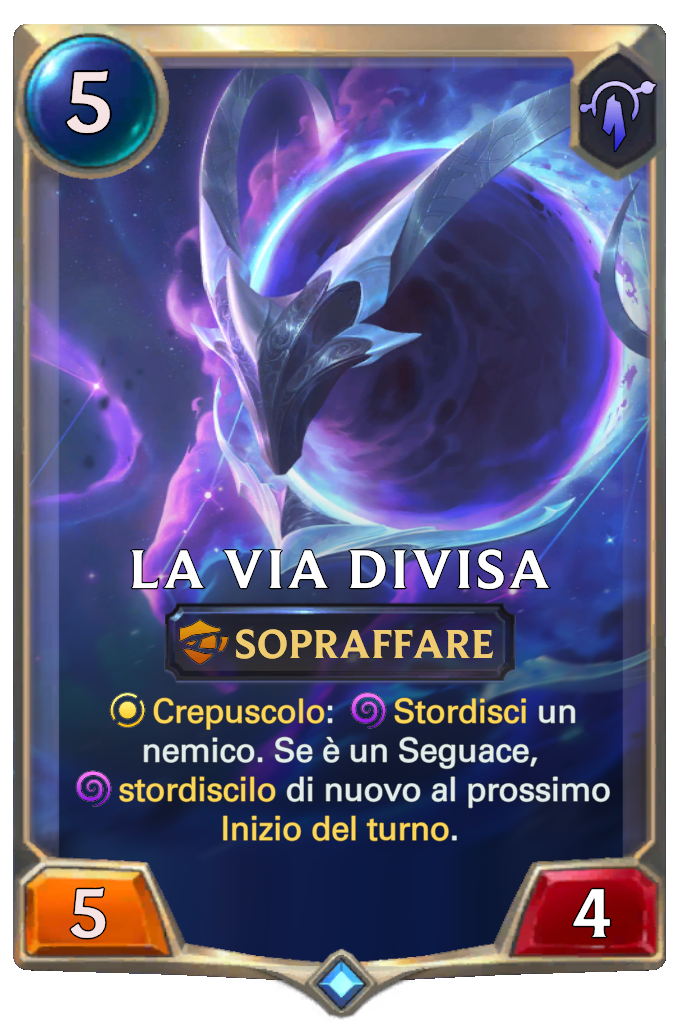 5
LA VIA DIVISA
SOPRAFFARE
Crepuscolo: Stordisci un
nemico. Se è un Seguace,
stordiscilo di nuovo al prossimo
Inizio del turno.
5
4